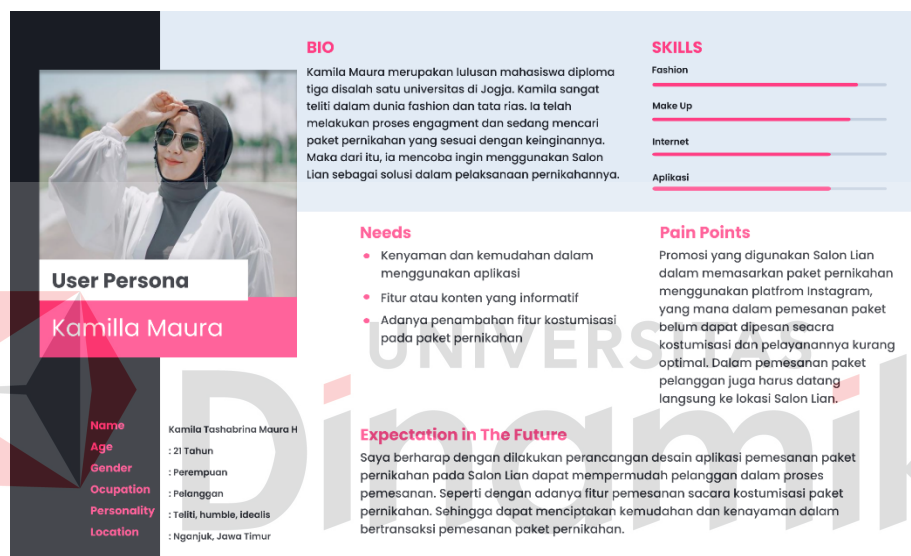 BIO
Kamila Maura merupakan lulusan mahasiswa diploma
tiga disalah satu universitas di Jogja. Kamila sangat
teliti dalam dunia fashion dan tata rias. Ia telah
melakukan proses engagment dan sedang mencari
paket pernikahan yang sesuai dengan keinginannya.
Maka dari itu, ia mencoba ingin menggunakan Salon
Lian sebagai solusi dalam pelaksanaan pernikahannya.
SKILLS
Fashion
Make Up
Internet
Aplikasi
User Persona
Kamilla Maura
Needs
Kenyaman dan kemudahan dalam
menggunakan aplikasi
Fitur atau konten yang informatif
Adanya penambahan fitur kostumisasi
pada paket pernikahan
Pain Points
Promosi yang digunakan Salon Lian
dalam memasarkan paket pernikahan
menggunakan platfrom Instagram,
yang mana dalam pemesanan paket
belum dapat dipesan seacra
kostumisasi dan pelayanannya kurang
optimal. Dalam pemesanan paket
pelanggan juga harus datang
langsung ke lokasi Salon Lian.
Name Kamila Tashabrina Maura H
Age : 21 Tahun
Gender : Perempuan
Ocupation : Pelanggan
Personality : Teliti, humble, idealis
Location : Nganjuk, Jawa Timur
Expectation in The Future
Saya berharap dengan dilakukan perancangan desain aplikasi pemesanan paket
pernikahan pada Salon Lian dapat mempermudah pelanggan dalam proses
pemesanan. Seperti dengan adanya fitur pemesanan sacara kostumisasi paket
pernikahan. Sehingga dapat menciptakan kemudahan dan kenayaman dalam
bertransaksi pemesanan paket pernikahan.
UNIVERSITAS
Dinamik